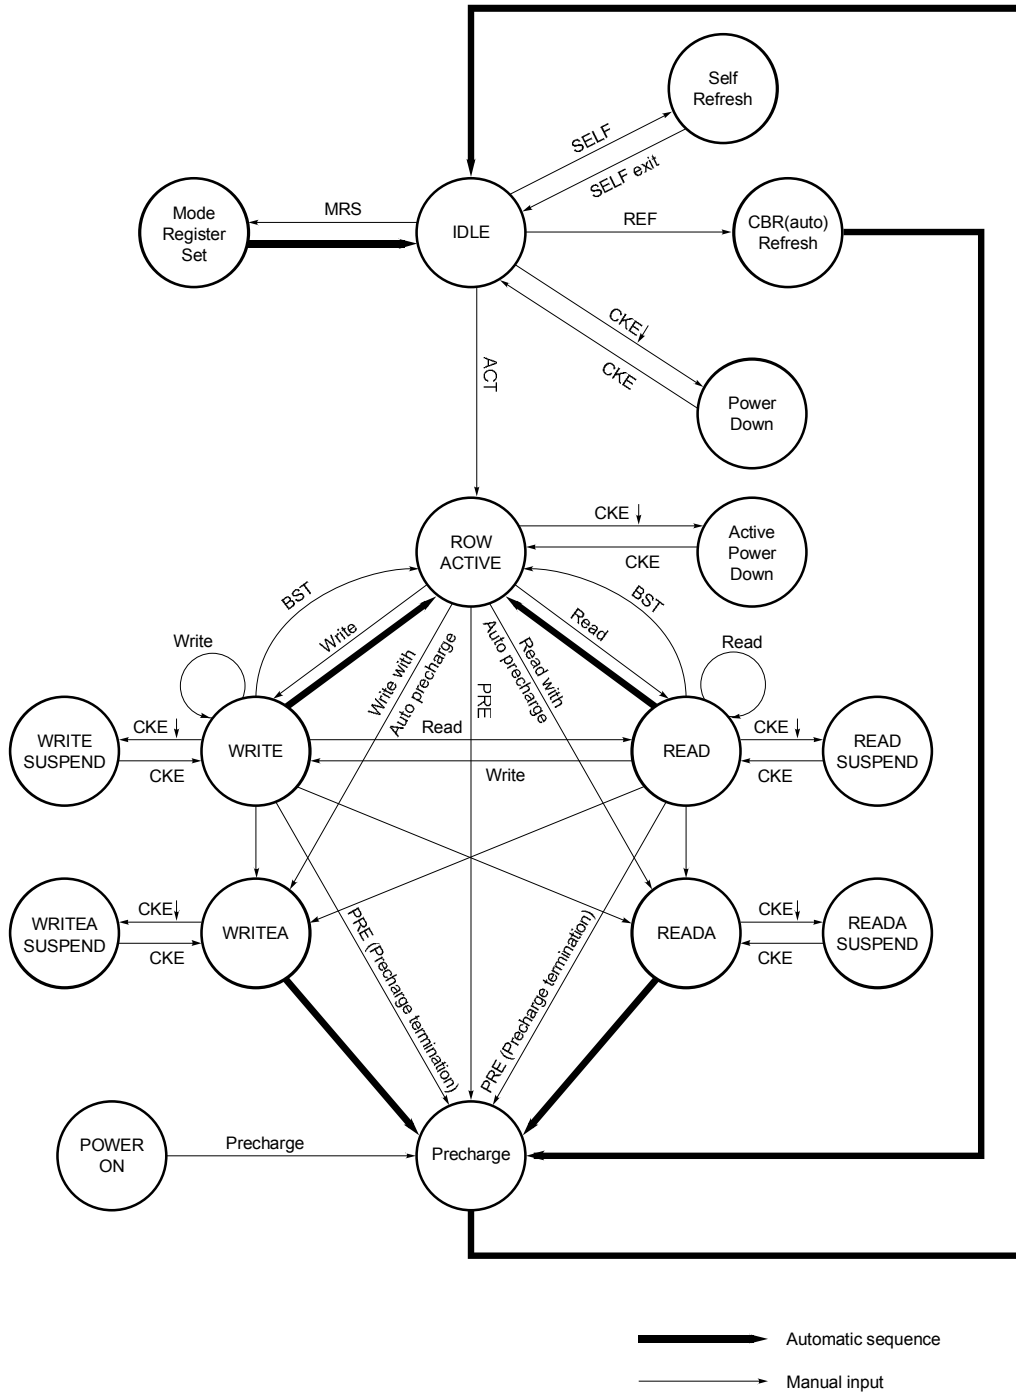 Self
Refresh
SELF
SELF exit
Mode
Register
Set
MRS
IDLE
REF
CBR(auto)
Refresh
CKE↓
CKE
ACT
Power
Down
ROW
ACTIVE
CKE ↓
CKE
Active
Power
Down
BST
BST
Write
Read
Write
Write with
Auto precharge
PRE
Read with
Auto precharge
Read
WRITE
SUSPEND
CKE↓
CKE
WRITE
Read
Write
READ
CKE↓
CKE
READ
SUSPEND
WRITEA
SUSPEND
CKE↓
CKE
WRITEA
PRE (Precharge termination)
PRE (Precharge termination)
READA
CKE↓
CKE
READA
SUSPEND
POWER
ON
Precharge
Precharge
Automatic sequence
Manual input